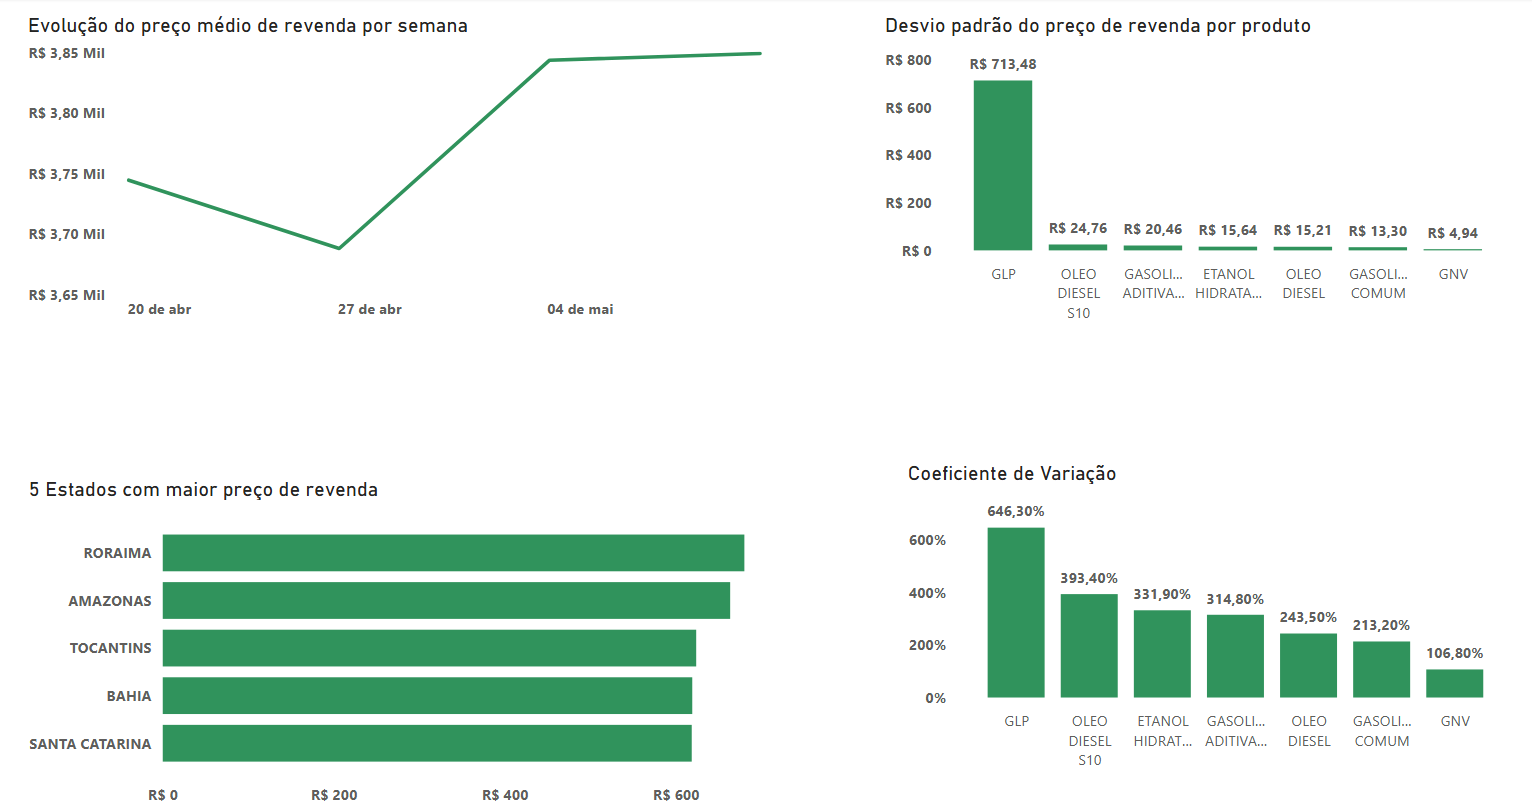 Evolução do preço médio de revenda por semana
R$ 3,85 Mil
R$ 3,80 Mil
R$ 3,75 Mil
R$ 3,70 Mil
R$ 3,65 Mil
20 de abr
27 de abr
04 de mai
Desvio padrão do preço de revenda por produto
R$ 800
R$ 600
R$ 400
R$ 200
R$ 0
R$ 713,48
R$ 24,76
R$ 20,46
R$ 15,64
R$ 15,21
R$ 13,30
R$ 4,94
GLP
OLEO
DIESEL
S10
GASOLI...
ADITIVA...
ETANOL
HIDRATA...
OLEO
DIESEL
GASOLI...
COMUM
GNV
5 Estados com maior preço de revenda
RORAIMA
AMAZONAS
TOCANTINS
BAHIA
SANTA CATARINA
R$ 0
R$ 200
R$ 400
R$ 600
Coeficiente de Variação
600%
400%
200%
0%
646,30%
393,40%
331,90%
314,80%
243,50%
213,20%
106,80%
GLP
OLEO
DIESEL
S10
ETANOL
HIDRAT...
GASOLI...
ADITIVA...
OLEO
DIESEL
GASOLI...
COMUM
GNV